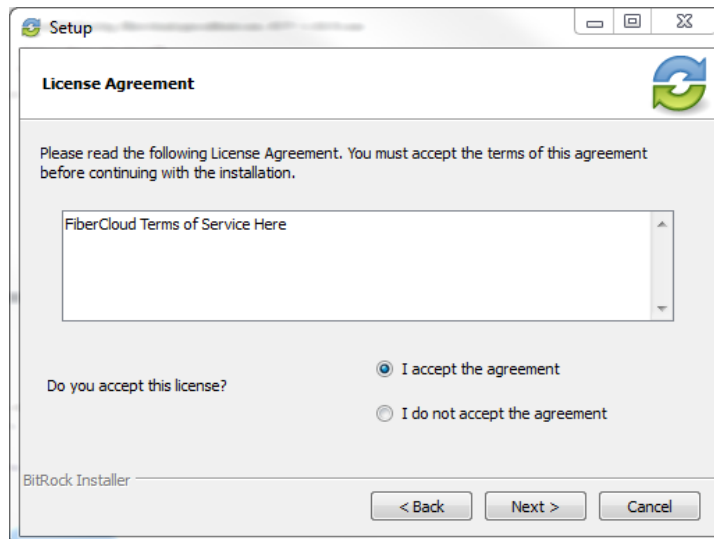 Setup
License Agreement
Please read the following License Agreement. You must accept the terms of this agreement
before continuing with the installation.
FiberCloud Terms of Service Here
I accept the agreement
Do you accept this license?
I do not accept the agreement
BitRock Installer
< Back
Next >
Cancel